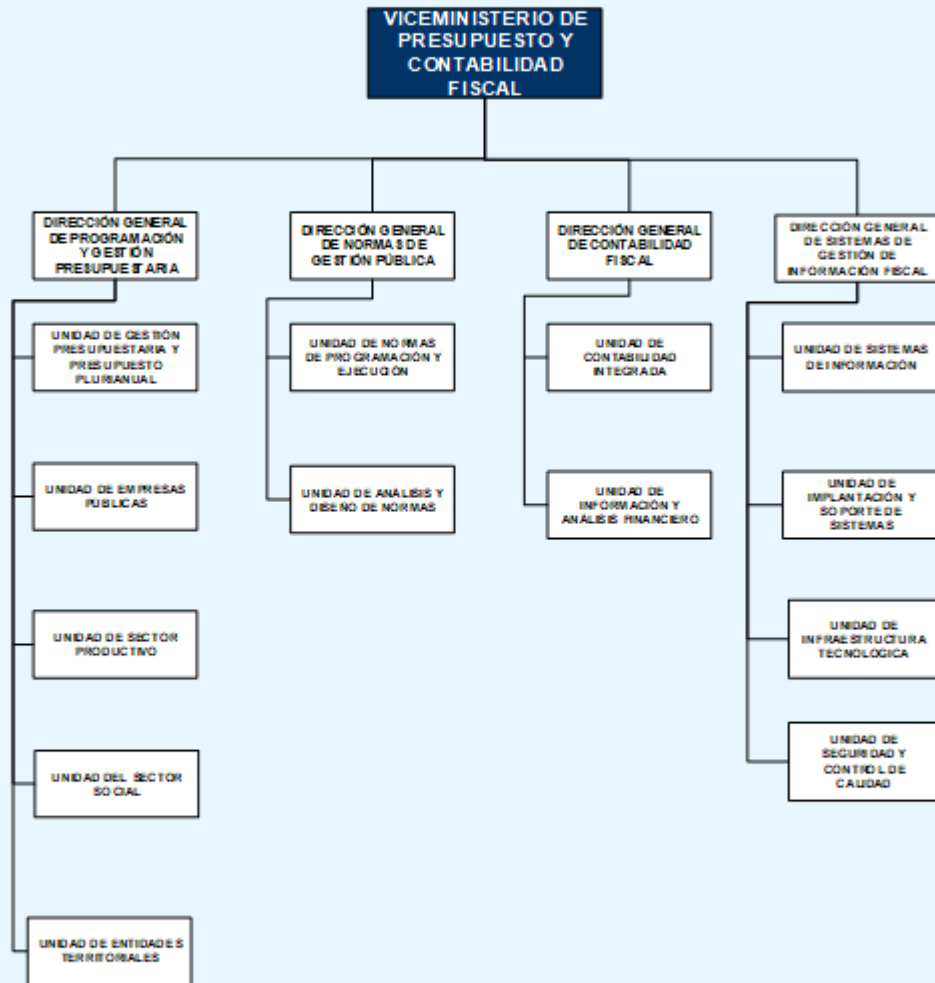 VICEMINISTERIO DE
PRESUPUESTO Y
CONTABILIDAD
FISCAL
DIRECCIÓN GENERAL
DE PROGRAMACIÓN
Y GESTIÓN
PRESUPUESTARIA
DIRECCIÓN GENERAL
DE NORMAS DE
GESTIÓN PÚBLICA
DIRECCIÓN GENERAL
DE CONTABILIDAD
FISCAL
DIRECCIÓN GENERAL
DE SISTEMAS DE
GESTIÓN DE
INFORMACIÓN FISCAL
UNIDAD DE GESTIÓN
PRESUPUESTARIA Y
PRESUPUESTO
PLURIANUAL
UNIDAD DE EMPRESAS
PÚBLICAS
UNIDAD DE SECTOR
PRODUCTIVO
UNIDAD DEL SECTOR
SOCIAL
UNIDAD DE ENTIDADES
TERRITORIALES
UNIDAD DE NORMAS
DE PROGRAMACIÓN Y
EJECUCIÓN
UNIDAD DE ANÁLISIS Y
DISEÑO DE NORMAS
UNIDAD DE
CONTABILIDAD
INTEGRADA
UNIDAD DE
INFORMACIÓN Y
ANÁLISIS FINANCIERO
UNIDAD DE SISTEMAS
DE INFORMACIÓN
UNIDAD DE
IMPLANTACIÓN Y
SOPORTE DE
SISTEMAS
UNIDAD DE
INFRAESTRUCTURA
TECNOLÓGICA
UNIDAD DE
SEGURIDAD Y
CONTROL DE
CALIDAD